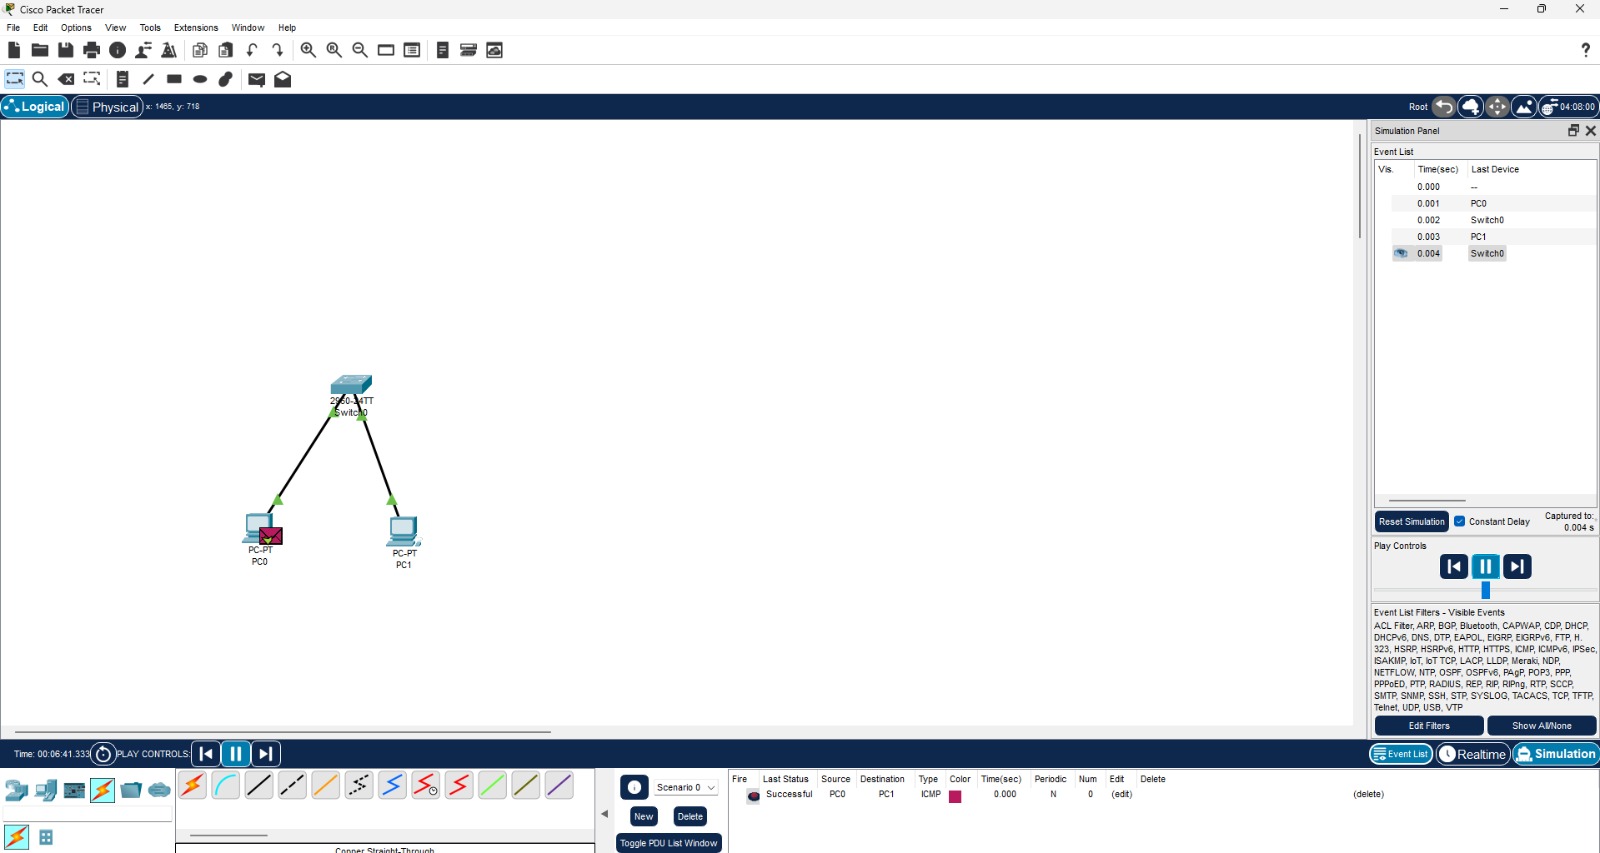 Cisco Packet Tracer
File Edit Options View Tools Extensions Window Help
?
Logical Physical x: 1465, y: 718 Root 04:08:00
Simulation Panel
Event List
Vis. Time(sec) Last Device
0.000 --
0.001 PC0
0.002 Switch0
0.003 PC1
0.004 Switch0
2950-24TT
Switch0
PC-PT
PC0
PC-PT
PC1
Reset Simulation Constant Delay Captured to:
0.004 s
Play Controls
Event List Filters - Visible Events
ACL Filter, ARP, BGP, Bluetooth, CAPWAP, CDP, DHCP,
DHCPv6, DNS, DTP, EAPOL, EIGRP, EIGRPv6, FTP, H.
323, HSRP, HSRPv6, HTTP, HTTPS, ICMP, ICMPv6, IPSec,
ISAKMP, IoT, IoT TCP, LACP, LLDP, Meraki, NDP,
NETFLOW, NTP, OSPF, OSPFv6, PAgP, POP3, PPP,
PPPoED, PTP, RADIUS, REP, RIP, RIPng, RTP, SCCP,
SMTP, SNMP, SSH, STP, SYSLOG, TACACS, TCP, TFTP,
Telnet, UDP, USB, VTP
Edit Filters Show All/None
Time: 00:06:41.333 PLAY CONTROLS: Event List Realtime Simulation
Scenario 0
New Delete
Toggle PDU List Window
Fire Last Status Source Destination Type Color Time(sec) Periodic Num Edit Delete
Successful PC0 PC1 ICMP 0.000 N 0 (edit) (delete)
Copper Straight-Through